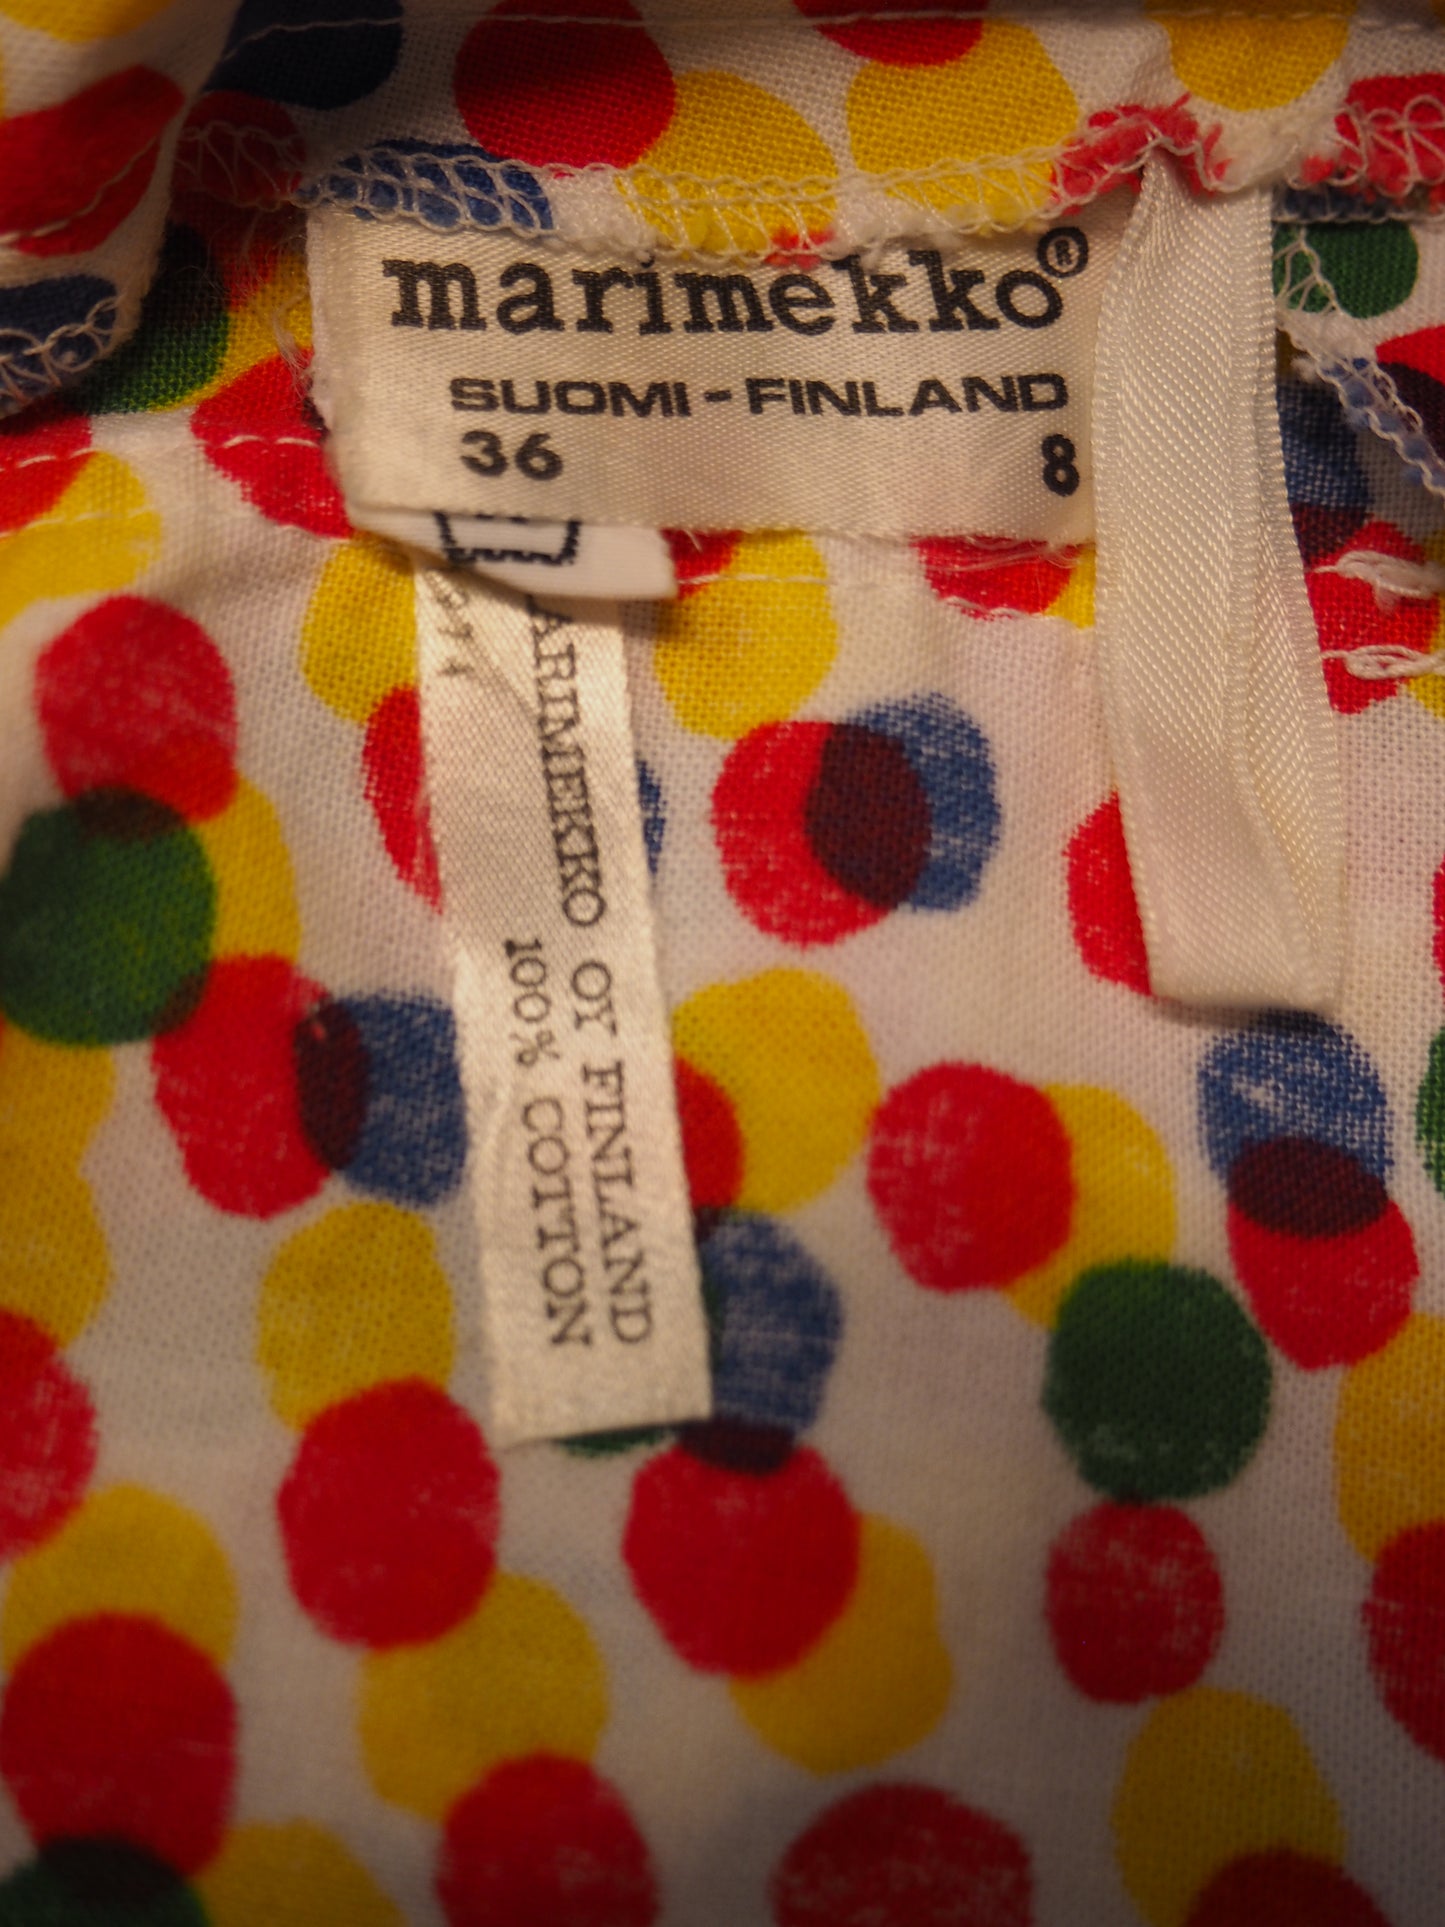 marimekko®
SUOMI - FINLAND
36 8
MARIMEKKO OY FINLAND
100% COTTON